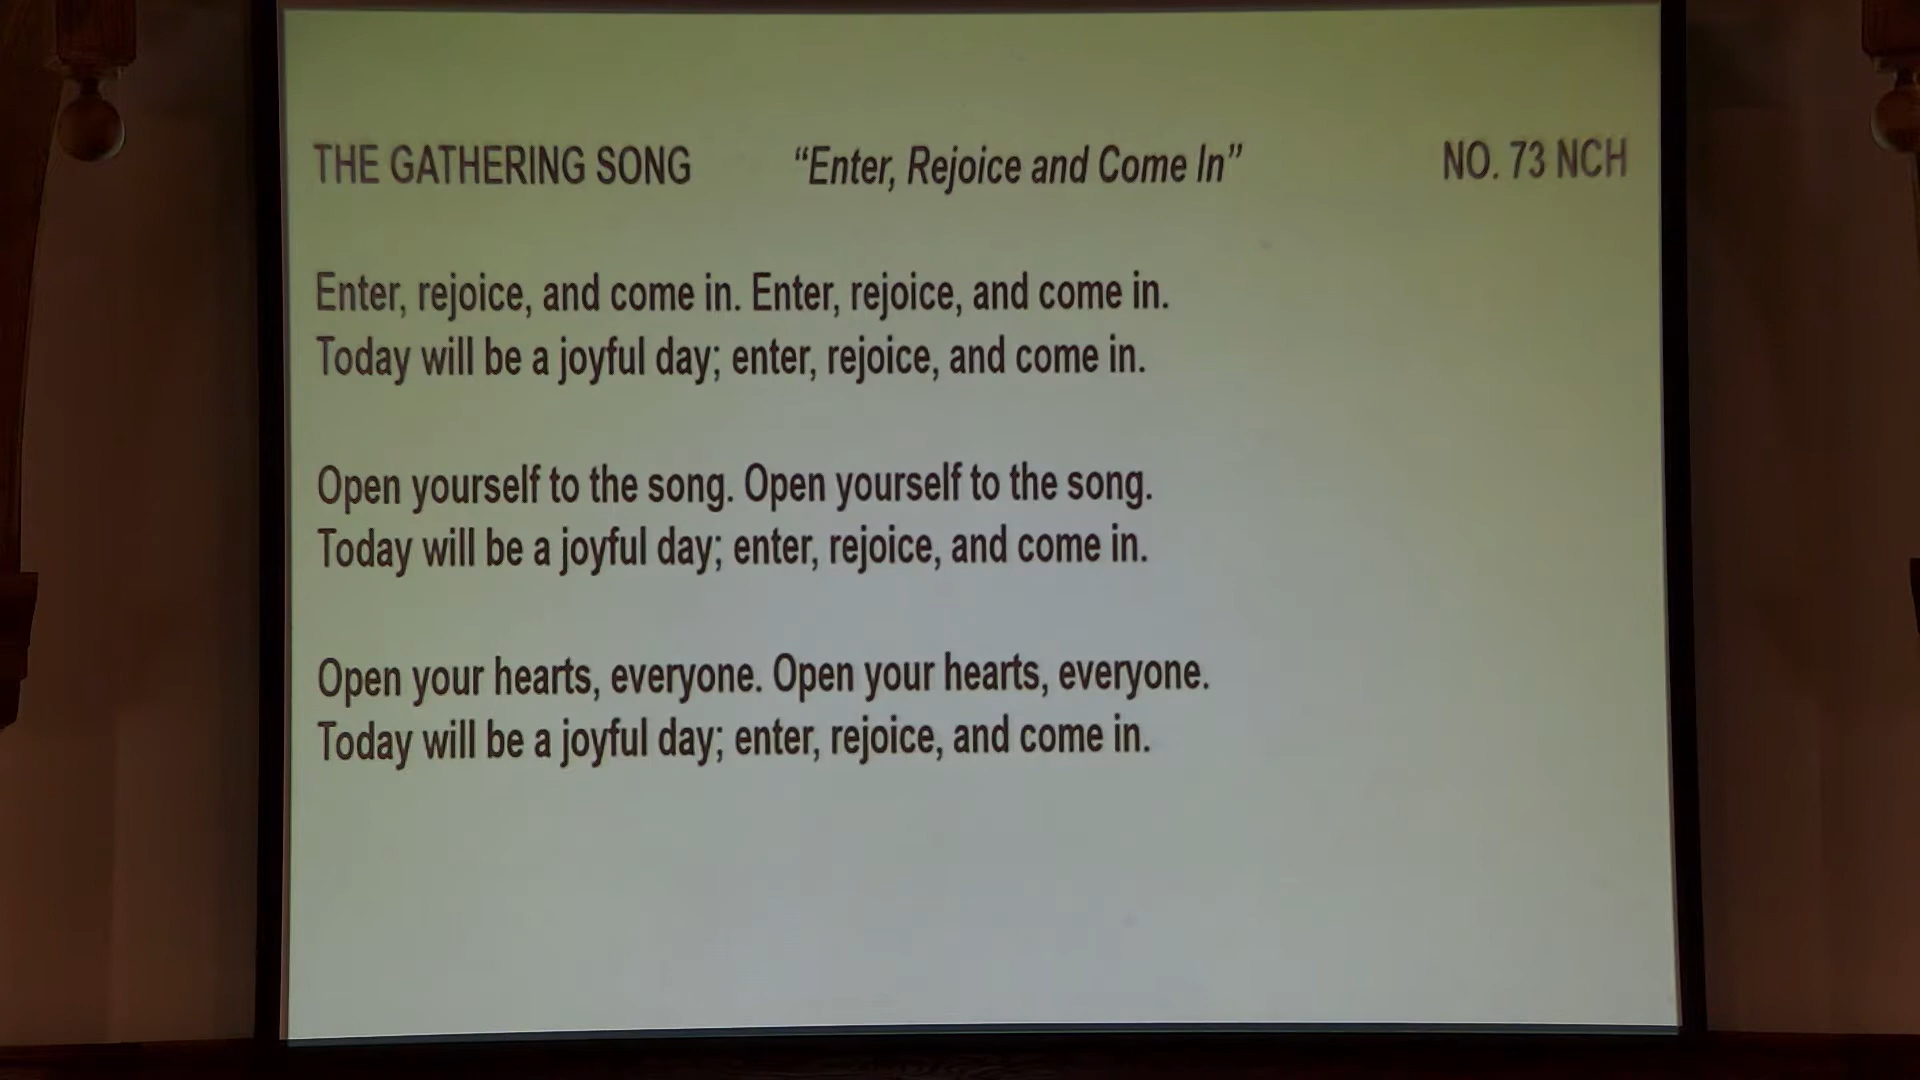 THE GATHERING SONG “Enter, Rejoice and Come In” NO. 73 NCH
Enter, rejoice, and come in. Enter, rejoice, and come in.
Today will be a joyful day; enter, rejoice, and come in.
Open yourself to the song. Open yourself to the song.
Today will be a joyful day; enter, rejoice, and come in.
Open your hearts, everyone. Open your hearts, everyone.
Today will be a joyful day; enter, rejoice, and come in.